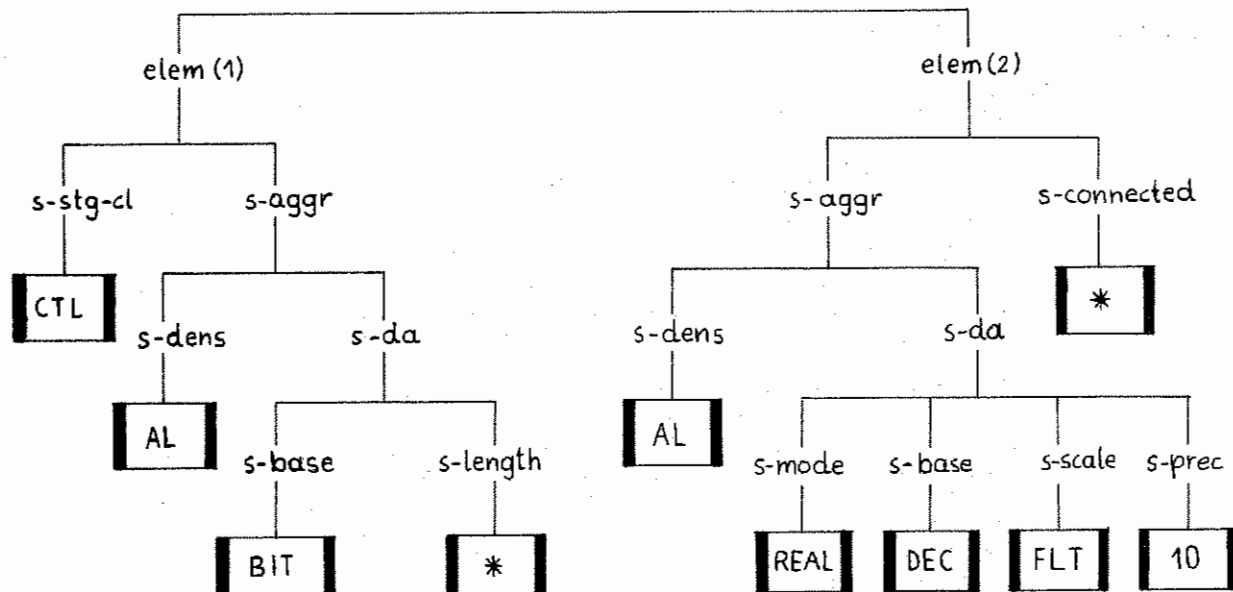 elem (1) elem (2)
s-stg-cl s-aggr s-aggr s-connected
CTL *
s-dens s-da s-dens s-da
AL AL
s-base s-length s-mode s-base s-scale s-prec
BIT * REAL DEC FLT 10